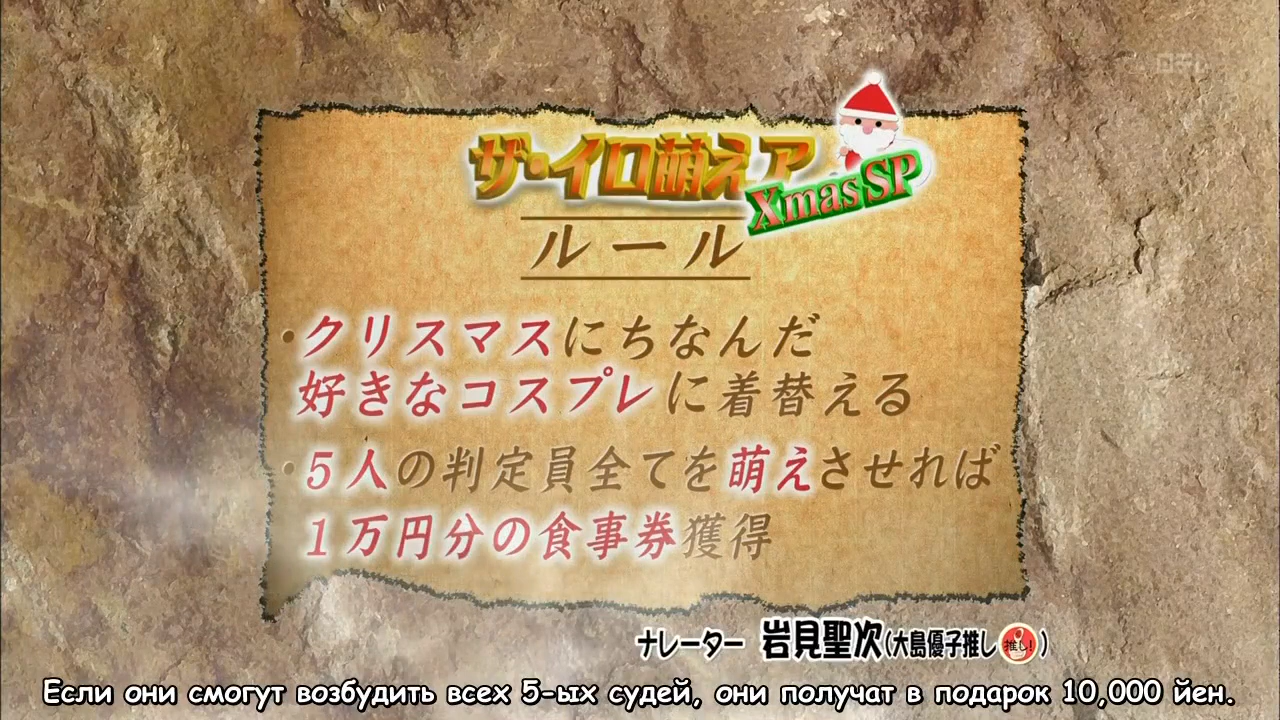 日テレ
ザ・イロ萌えア
Xmas SP
ルール
・クリスマスにちなんだ
好きなコスプレに着替える
・5人の判定員全てを萌えさせれば
1万円分の食事券獲得
ナレーター 岩見聖次(大島優子推し推し!)
Если они смогут возбудить всех 5-ых судей, они получат в подарок 10,000 йен.